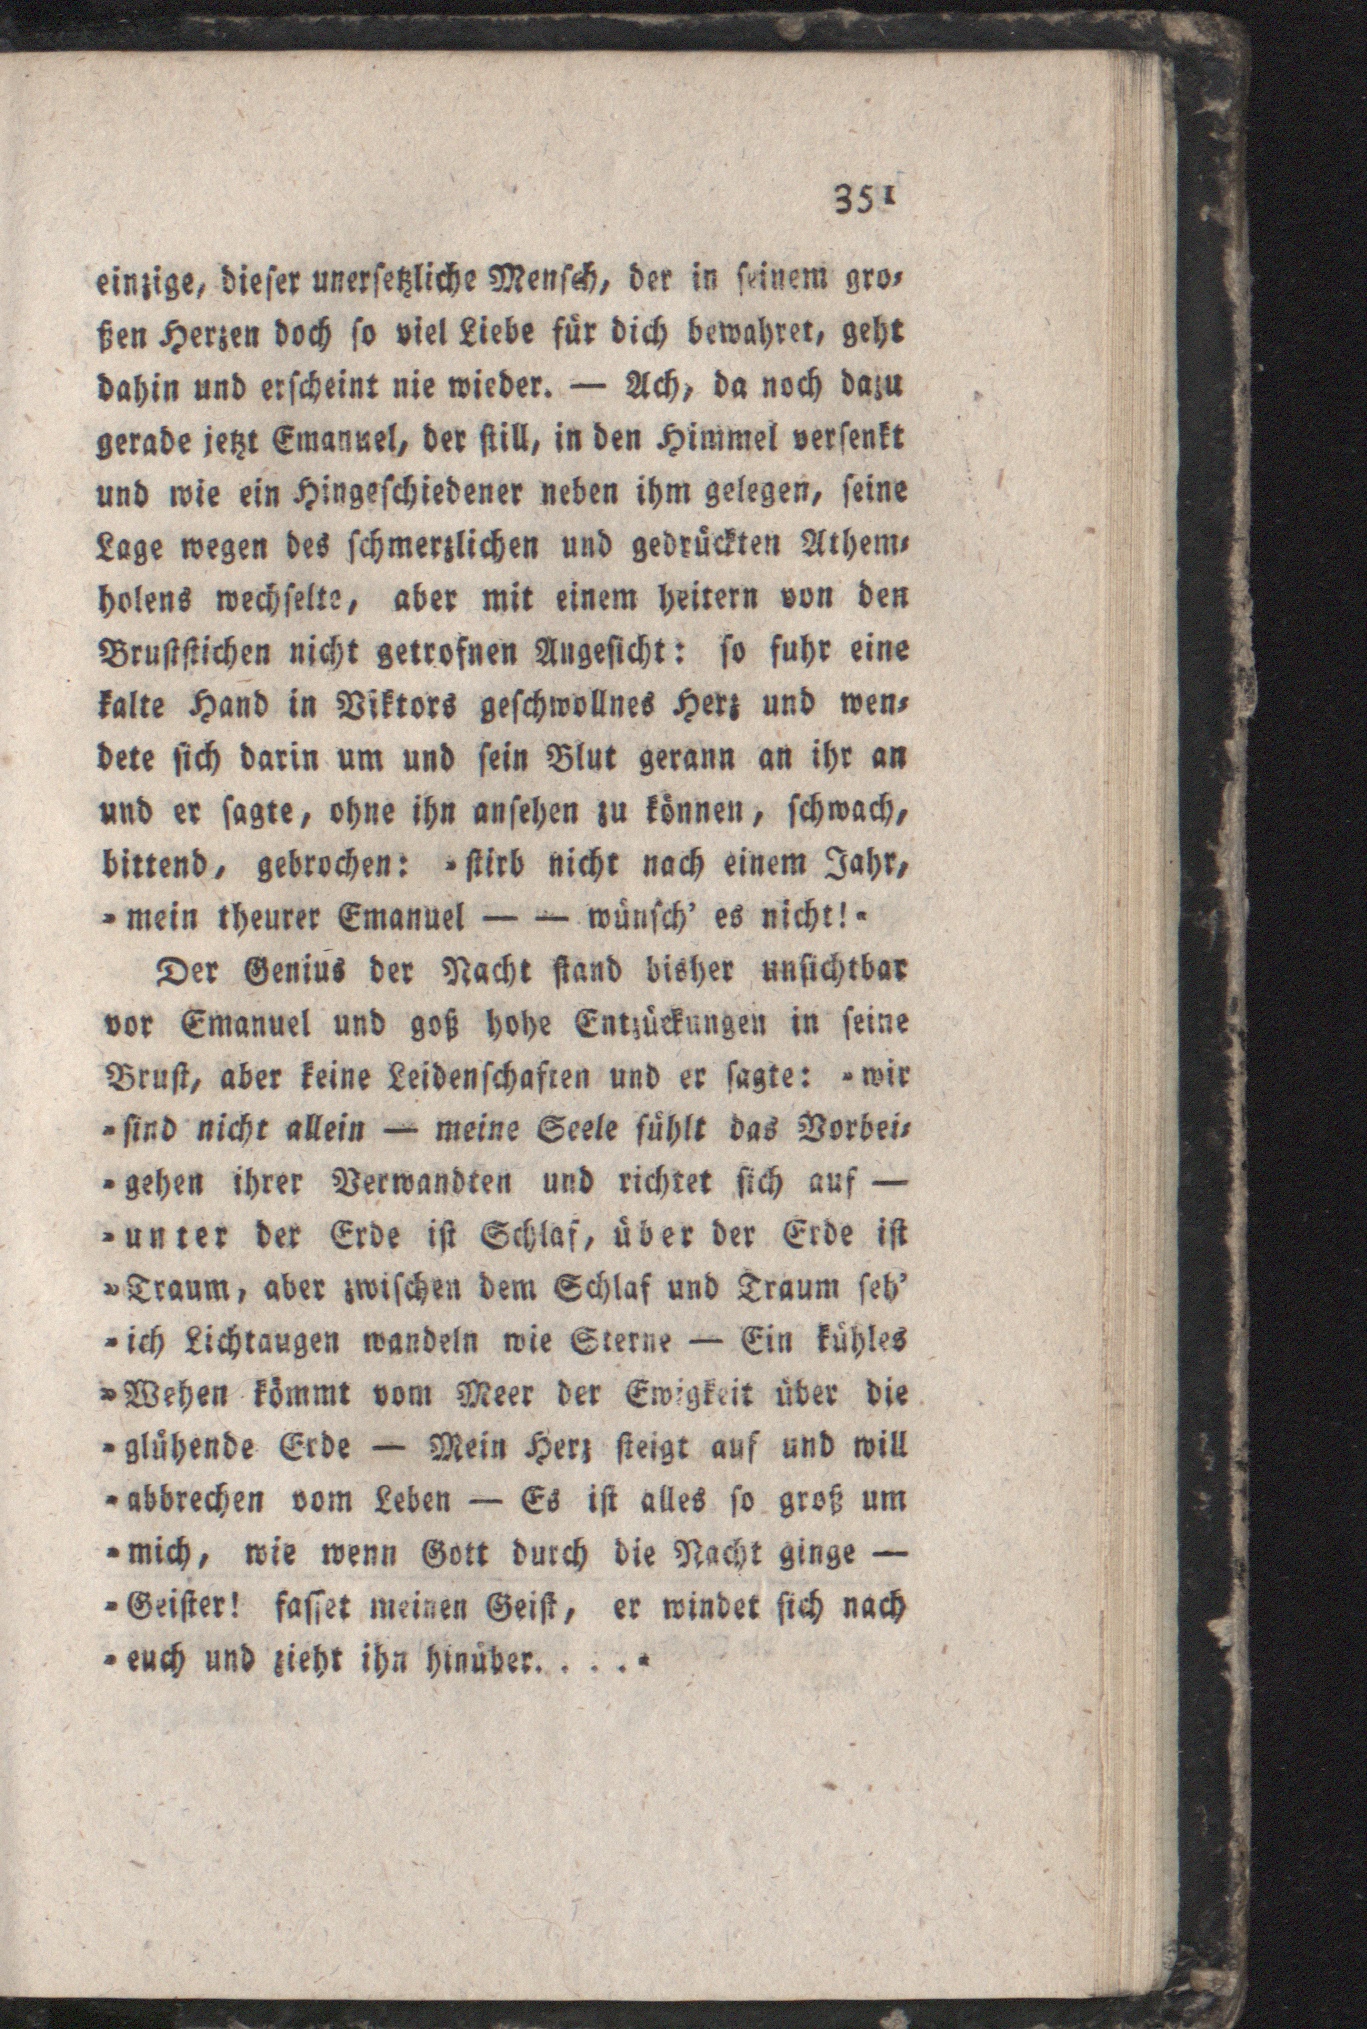 351
einzige, dieser unersetzliche Mensch, der in seinem gro⸗
ßen Herzen doch so viel Liebe für dich bewahret, geht
dahin und erscheint nie wieder. — Ach, da noch dazu
gerade jetzt Emanuel, der still, in den Himmel versenkt
und wie ein Hingeschiedener neben ihm gelegen, seine
Lage wegen des schmerzlichen und gedrückten Athem⸗
holens wechselte, aber mit einem heitern von den
Bruststichen nicht getrofnen Angesicht: so fuhr eine
kalte Hand in Viktors geschwollnes Herz und wen⸗
dete sich darin um und sein Blut gerann an ihr an
und er sagte, ohne ihn ansehen zu können, schwach,
bittend, gebrochen: »stirb nicht nach einem Jahr,
»mein theurer Emanuel — — wünsch' es nicht!«
Der Genius der Nacht stand bisher unsichtbar
vor Emanuel und goß hohe Entzückungen in seine
Brust, aber keine Leidenschaften und er sagte: »wir
»sind nicht allein — meine Seele fühlt das Vorbei⸗
»gehen ihrer Verwandten und richtet sich auf —
»unter der Erde ist Schlaf, über der Erde ist
»Traum, aber zwischen dem Schlaf und Traum seh'
»ich Lichtaugen wandeln wie Sterne — Ein kühles
»Wehen kömmt vom Meer der Ewigkeit über die
»glühende Erde — Mein Herz steigt auf und will
»abbrechen vom Leben — Es ist alles so groß um
»mich, wie wenn Gott durch die Nacht ginge —
»Geister! fasset meinen Geist, er windet sich nach
»euch und zieht ihn hinüber. . . . .«